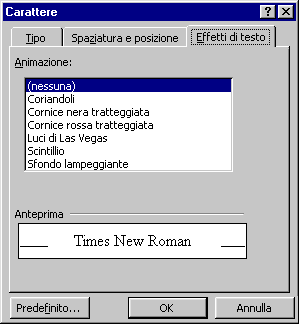 Carattere
Tipo Spaziatura e posizione Effetti di testo
Animazione:
(nessuna)
Coriandoli
Cornice nera tratteggiata
Cornice rossa tratteggiata
Luci di Las Vegas
Scintillio
Sfondo lampeggiante
Anteprima
Times New Roman
Predefinito... OK Annulla